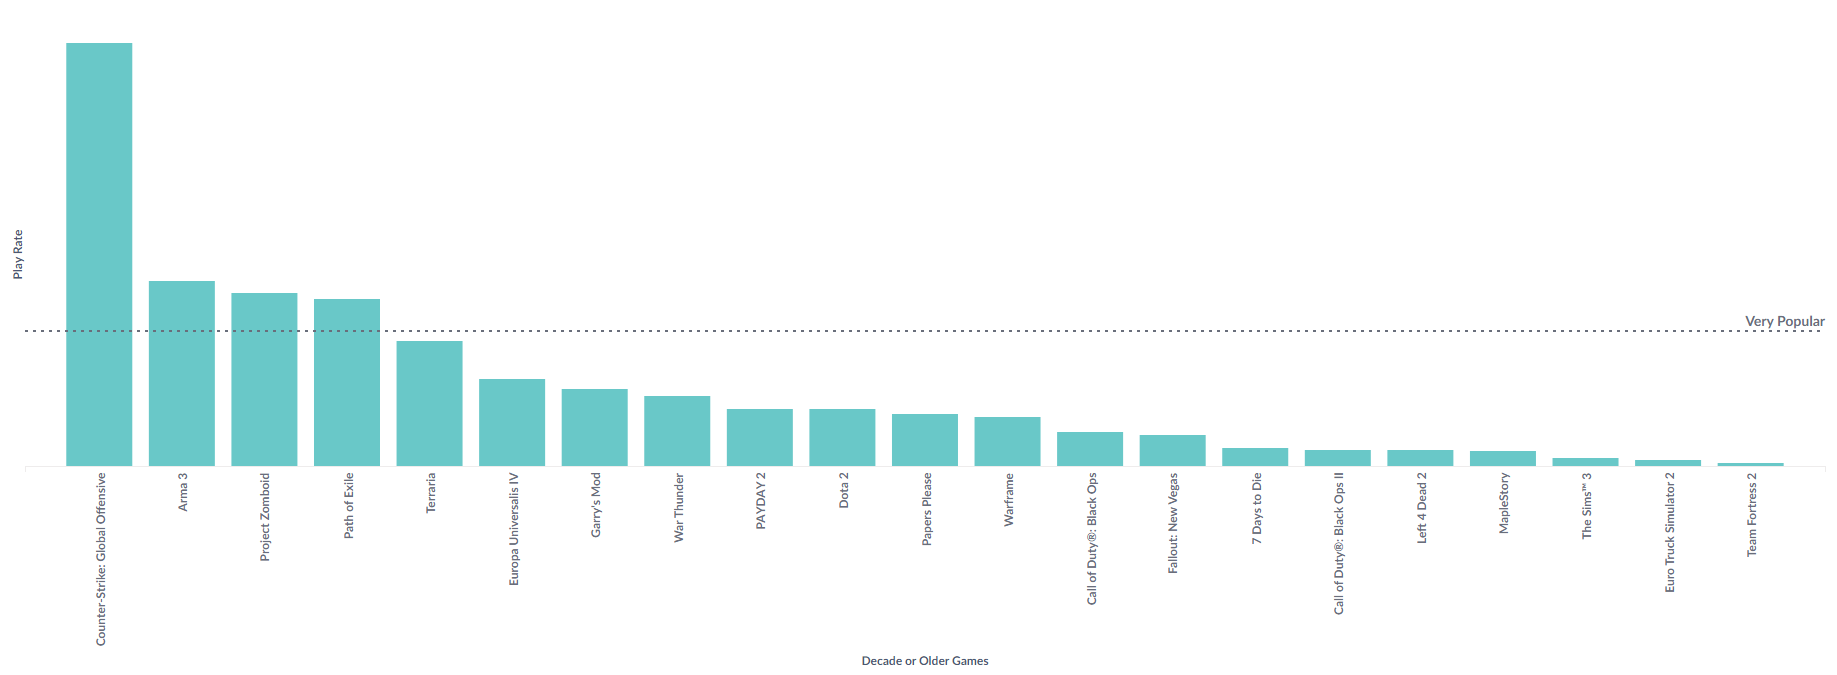 Play Rate
Very Popular
Counter-Strike: Global Offensive
Arma 3
Project Zomboid
Path of Exile
Terraria
Europa Universalis IV
Garry's Mod
War Thunder
PAYDAY 2
Dota 2
Papers Please
Warframe
Call of Duty®: Black Ops
Fallout: New Vegas
7 Days to Die
Call of Duty®: Black Ops II
Left 4 Dead 2
MapleStory
The Sims™ 3
Euro Truck Simulator 2
Team Fortress 2
Decade or Older Games